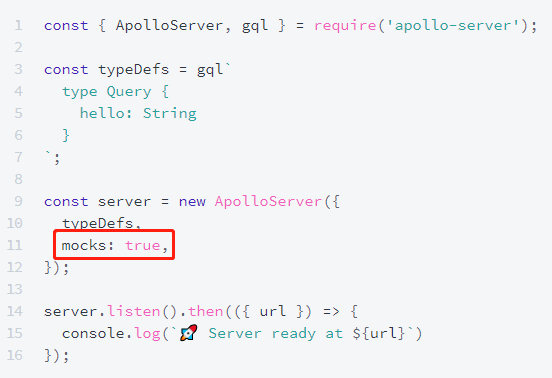 1 const { ApolloServer, gql } = require('apollo-server');
2
3 const typeDefs = gql`
4   type Query {
5     hello: String
6   }
7 `;
8
9 const server = new ApolloServer({
10   typeDefs,
11   mocks: true,
12 });
13
14 server.listen().then(({ url }) => {
15   console.log(`🚀 Server ready at ${url}`)
16 });